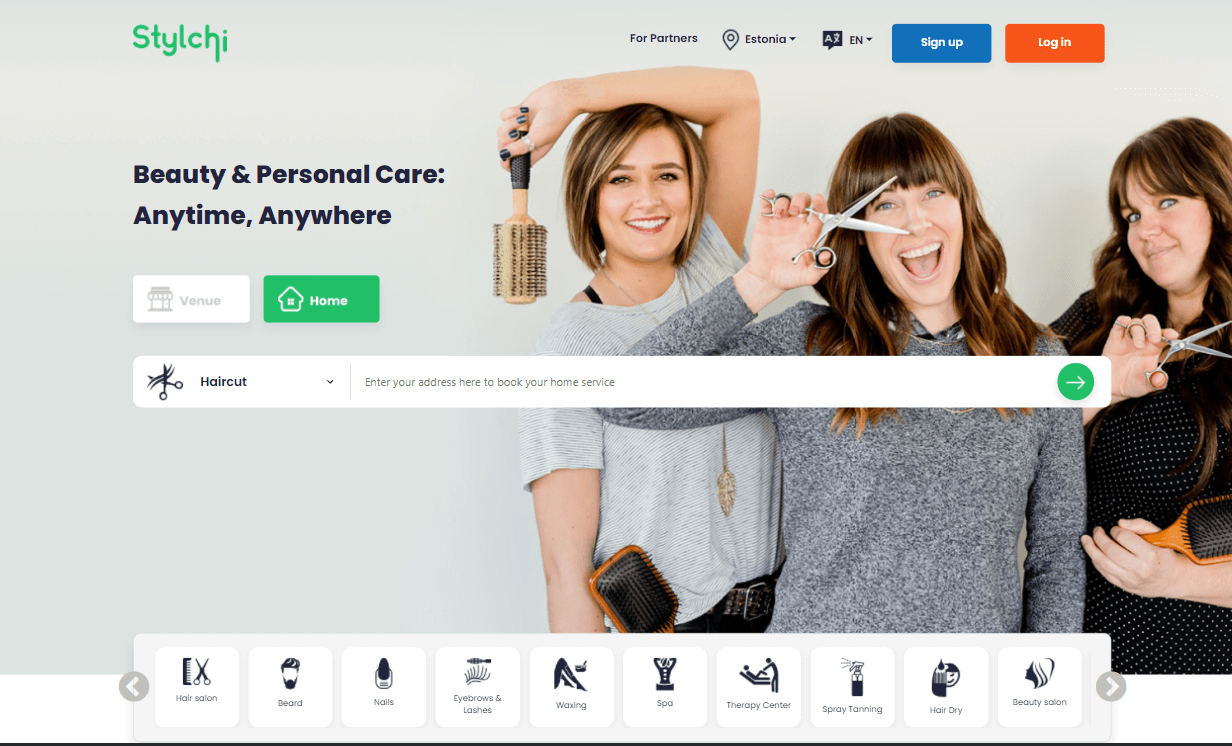 Stylchi
For Partners
Estonia
EN
Sign up
Log in
Beauty & Personal Care:
Anytime, Anywhere
Venue
Home
Haircut
Enter your address here to book your home service
Hair salon
Beard
Nails
Eyebrows &
Lashes
Waxing
Spa
Therapy Center
Spray Tanning
Hair Dry
Beauty salon